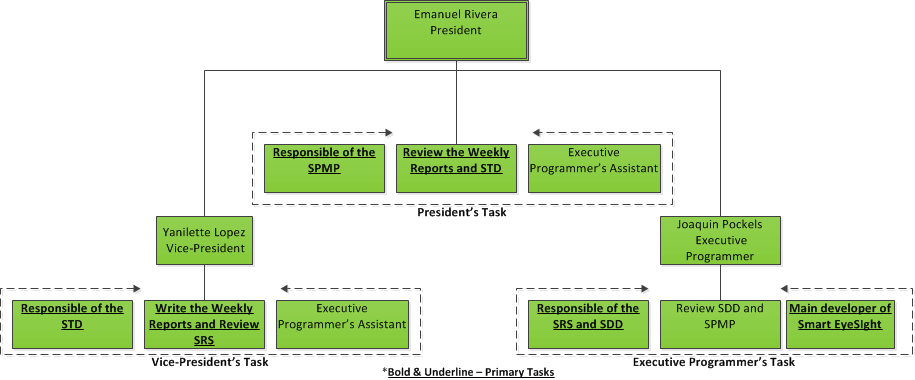 Emanuel Rivera
President
Responsible of the
SPMP
Review the Weekly
Reports and STD
Executive
Programmer's Assistant
President's Task
Yanilette Lopez
Vice-President
Joaquin Pockels
Executive
Programmer
Responsible of the
STD
Write the Weekly
Reports and Review
SRS
Executive
Programmer's Assistant
Vice-President's Task
Responsible of the
SRS and SDD
Review SDD and
SPMP
Main developer of
Smart EyeSIght
Executive Programmer's Task
*Bold & Underline – Primary Tasks